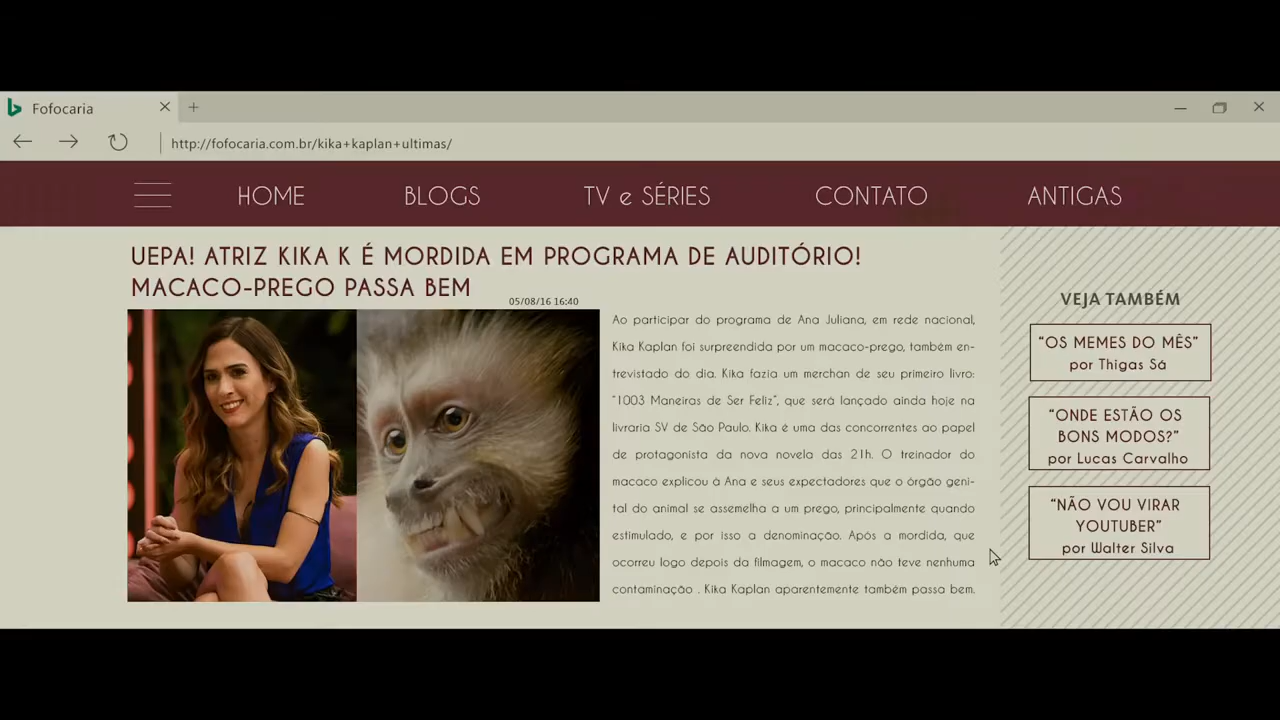 Fofocaria
http://fofocaria.com.br/kika+kaplan+ultimas/
HOME BLOGS TV e SÉRIES CONTATO ANTIGAS
UEPA! ATRIZ KIKA K É MORDIDA EM PROGRAMA DE AUDITÓRIO!
MACACO-PREGO PASSA BEM
05/08/16 16:40
Ao participar do programa de Ana Juliana, em rede nacional,
Kika Kaplan foi surpreendida por um macaco-prego, também en-
trevistado do dia. Kika fazia um merchan de seu primeiro livro:
"1003 Maneiras de Ser Feliz", que será lançado ainda hoje na
livraria SV de São Paulo. Kika é uma das concorrentes ao papel
de protagonista da nova novela das 21h. O treinador do
macaco explicou à Ana e seus expectadores que o órgão geni-
tal do animal se assemelha a um prego, principalmente quando
estimulado, e por isso a denominação. Após a mordida, que
ocorreu logo depois da filmagem, o macaco não teve nenhuma
contaminação . Kika Kaplan aparentemente também passa bem.
VEJA TAMBÉM
"OS MEMES DO MÊS"
por Thigas Sá
"ONDE ESTÃO OS
BONS MODOS?"
por Lucas Carvalho
"NÃO VOU VIRAR
YOUTUBER"
por Walter Silva